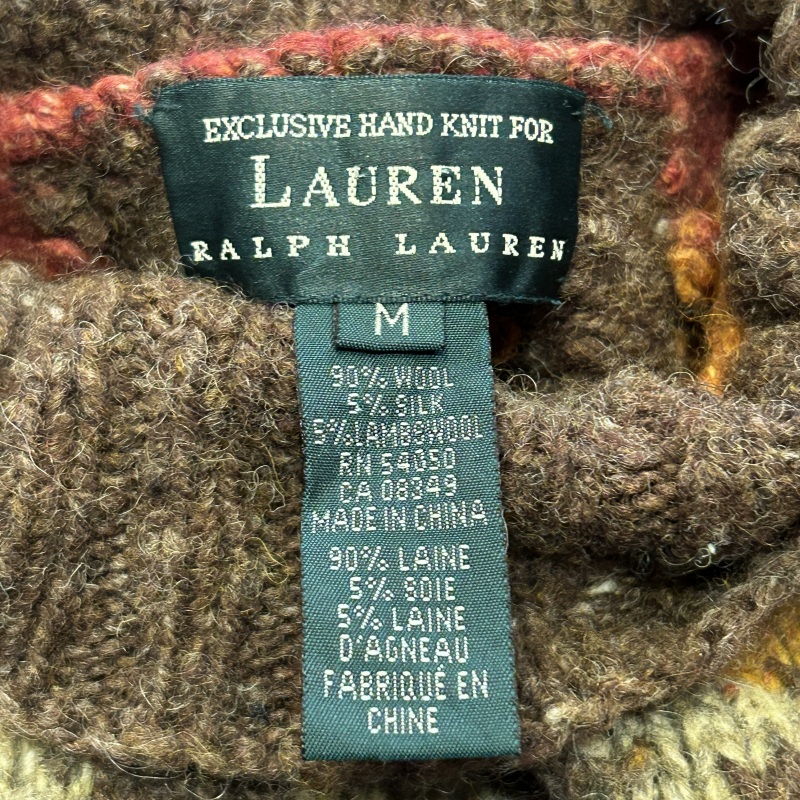 EXCLUSIVE HAND KNIT FOR
LAUREN
RALPH LAUREN
M
90% WOOL
5% SILK
5% LAMBSWOOL
RN 54050
CA 08349
MADE IN CHINA
90% LAINE
5% SOIE
5% LAINE
D'AGNEAU
FABRIQUÉ EN
CHINE